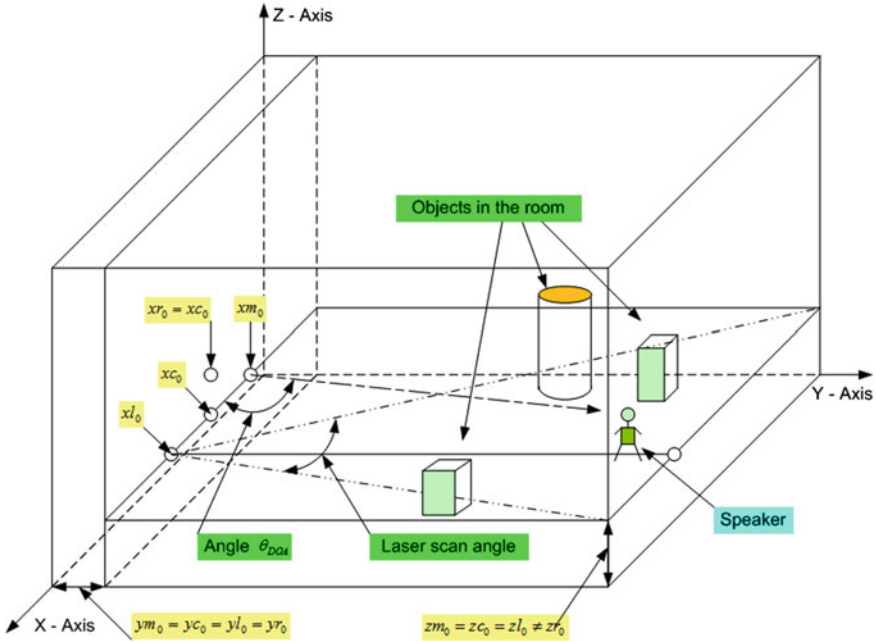 Z - Axis
Objects in the room
xr₀ = xc₀
xm₀
xc₀
Y - Axis
xl₀
Angle θ_DOA
Laser scan angle
Speaker
X - Axis
ym₀ = yc₀ = yl₀ = yr₀
zm₀ = zc₀ = zl₀ ≠ zr₀